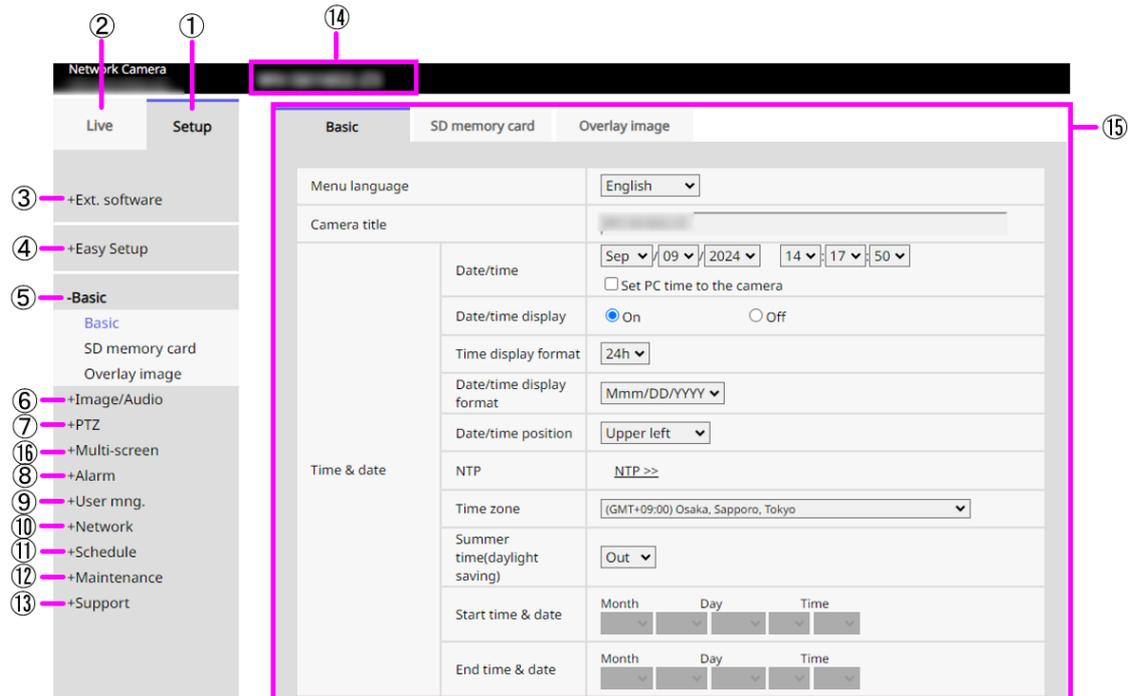 ② ① ⑭
Network Camera
Live Setup
Basic SD memory card Overlay image
⑮
③ +Ext. software
④ +Easy Setup
⑤ -Basic
Basic
SD memory card
Overlay image
⑥ +Image/Audio
⑦ +PTZ
⑯ +Multi-screen
⑧ +Alarm
⑨ +User mng.
⑩ +Network
⑪ +Schedule
⑫ +Maintenance
⑬ +Support
Menu language English
Camera title
Time & date
Date/time Sep / 09 / 2024 14 : 17 : 50
Set PC time to the camera
Date/time display On Off
Time display format 24h
Date/time display
format
Mmm/DD/YYYY
Date/time position Upper left
NTP NTP >>
Time zone (GMT+09:00) Osaka, Sapporo, Tokyo
Summer
time(daylight
saving)
Out
Start time & date
Month Day Time
End time & date
Month Day Time